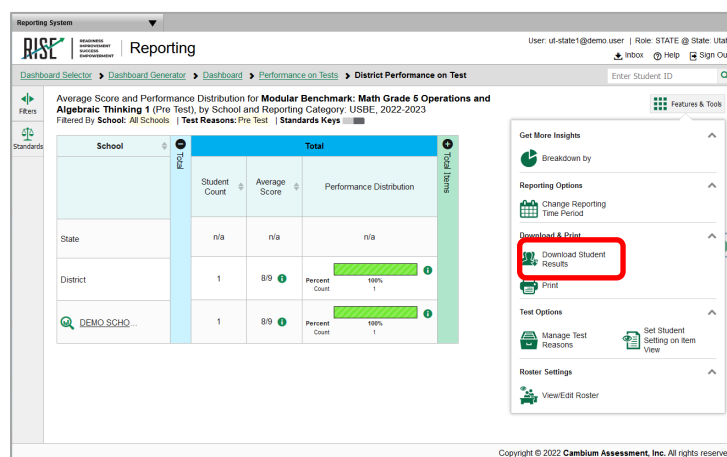 Reporting System
RISE
READINESS
IMPROVEMENT
SUCCESS
EMPOWERMENT
Reporting
User: ut-state1@demo.user | Role: STATE @ State: Utah
Inbox Help Sign Ou
Dashboard Selector > Dashboard Generator > Dashboard > Performance on Tests > District Performance on Test
Enter Student ID
Filters
Standards
Average Score and Performance Distribution for Modular Benchmark: Math Grade 5 Operations and
Algebraic Thinking 1 (Pre Test), by School and Reporting Category: USBE, 2022-2023
Filtered By School: All Schools | Test Reasons: Pre Test | Standards Keys
Features & Tools
School
Total
Total
Total Items
Student
Count
Average
Score
Performance Distribution
State
n/a
n/a
n/a
District
1
8/9
Percent 100%
Count 1
DEMO SCHO...
1
8/9
Percent 100%
Count 1
Get More Insights
Breakdown by
Reporting Options
Change Reporting
Time Period
Download & Print
Download Student
Results
Print
Test Options
Manage Test
Reasons
Set Student
Setting on Item
View
Roster Settings
View/Edit Roster
Copyright © 2022 Cambium Assessment, Inc. All rights reserve